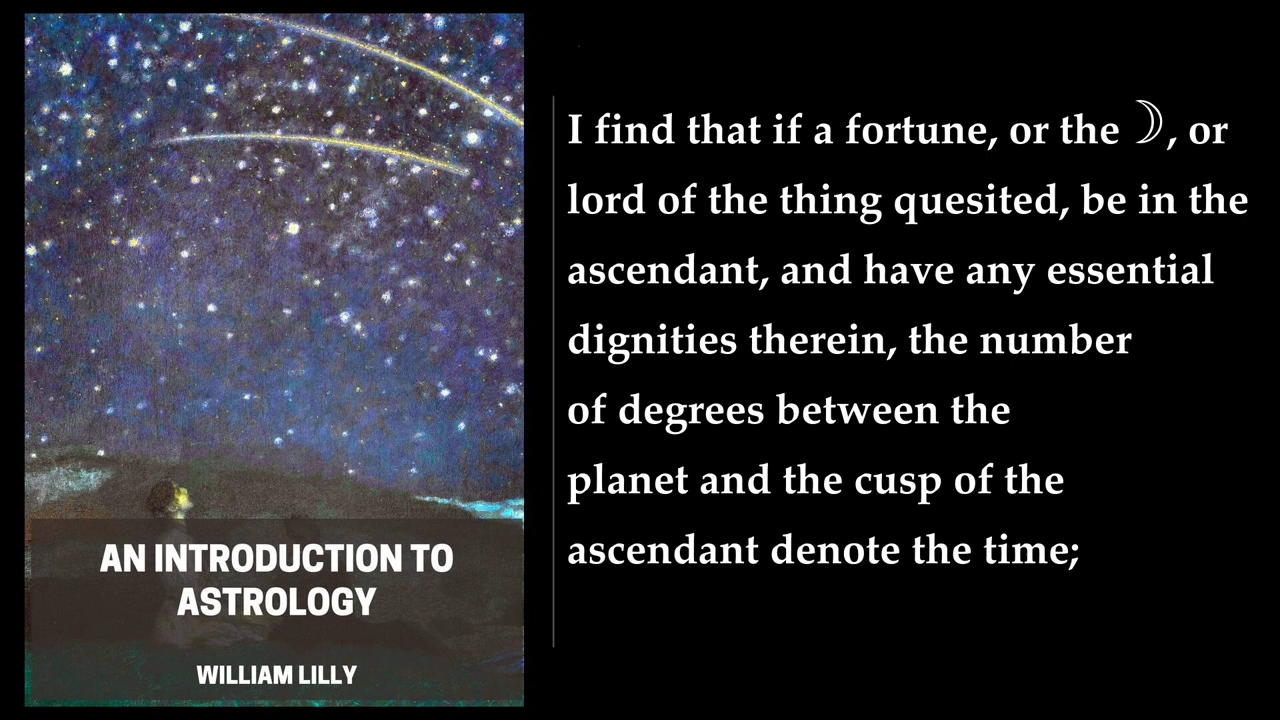 AN INTRODUCTION TO
ASTROLOGY
WILLIAM LILLY
I find that if a fortune, or the ☽, or
lord of the thing quesited, be in the
ascendant, and have any essential
dignities therein, the number
of degrees between the
planet and the cusp of the
ascendant denote the time;